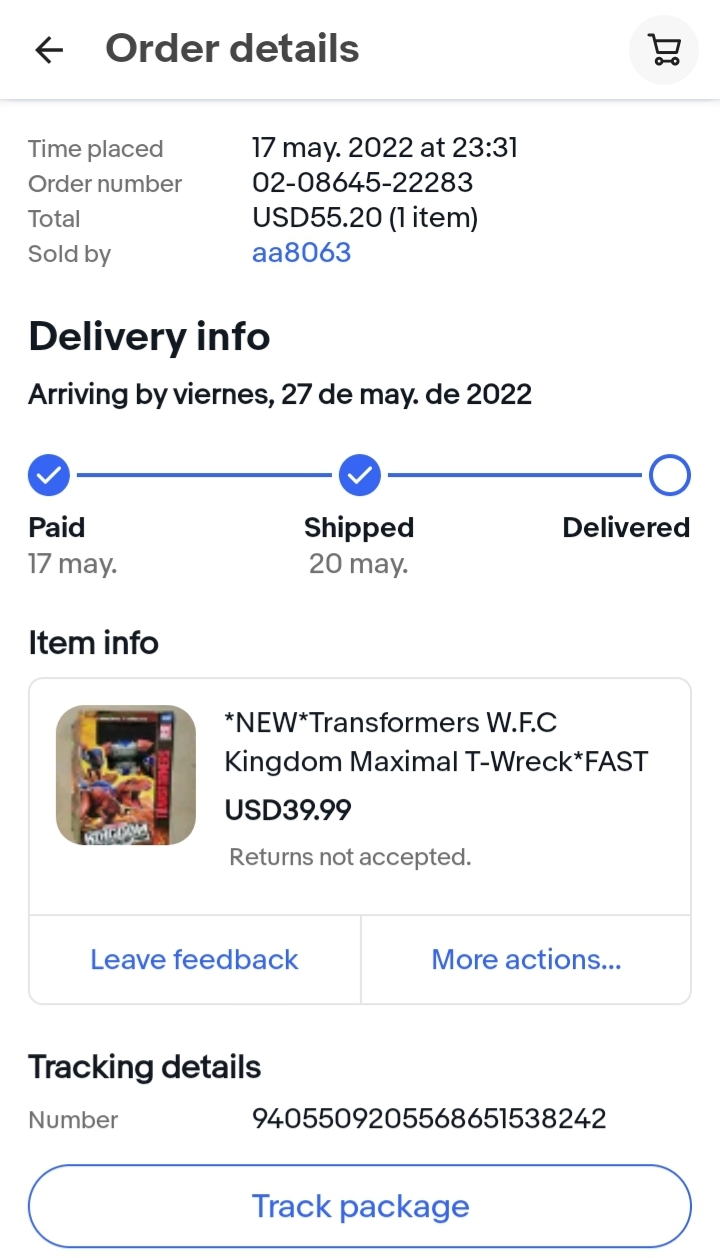 Order details
Time placed 17 may. 2022 at 23:31
Order number 02-08645-22283
Total USD55.20 (1 item)
Sold by aa8063
Delivery info
Arriving by viernes, 27 de may. de 2022
Paid Shipped Delivered
17 may. 20 may.
Item info
*NEW*Transformers W.F.C
Kingdom Maximal T-Wreck*FAST
USD39.99
Returns not accepted.
TRANSFORMERS
KINGDOM
Leave feedback More actions...
Tracking details
Number 9405509205568651538242
Track package